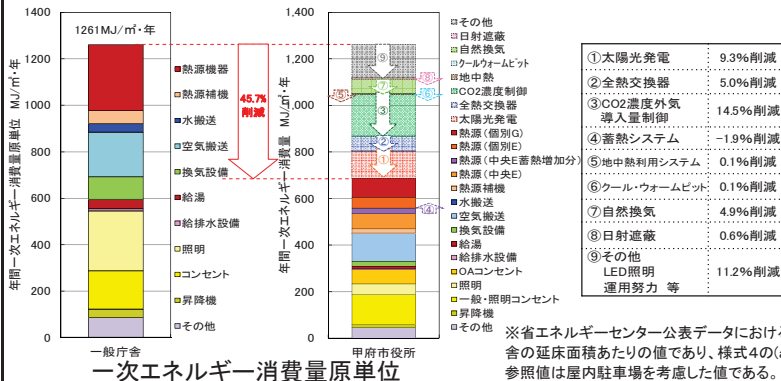 年間一次エネルギー消費量原単位 MJ/㎡・年
1400
1200
1000
800
600
400
200
0
1261MJ/㎡・年
一般庁舎
熱源機器
熱源補機
水搬送
空気搬送
換気設備
給湯
給排水設備
照明
コンセント
昇降機
その他
45.7%
削減
年間一次エネルギー消費量 MJ/㎡・年
1,400
1,200
1,000
800
600
400
200
0
⑨
⑧
⑦
⑤
⑥
③
②
①
④
甲府市役所
その他
日射遮蔽
自然換気
クールウォームピット
地中熱
CO2濃度制御
全熱交換器
太陽光発電
熱源（個別G）
熱源（個別E）
熱源（中央E蓄熱増加分）
熱源（中央E）
熱源補機
水搬送
空気搬送
換気設備
給湯
給排水設備
OAコンセント
照明
一般・照明コンセント
昇降機
その他
一次エネルギー消費量原単位
①太陽光発電 9.3%削減
②全熱交換器 5.0%削減
③CO2濃度外気
導入量制御 14.5%削減
④蓄熱システム -1.9%削減
⑤地中熱利用システム 0.1%削減
⑥クール・ウォームピット 0.1%削減
⑦自然換気 4.9%削減
⑧日射遮蔽 0.6%削減
⑨その他
LED照明 11.2%削減
運用努力 等
※省エネルギーセンター公表データにおける
舎の延床面積あたりの値であり、様式4の(a
参照値は屋内駐車場を考慮した値である。